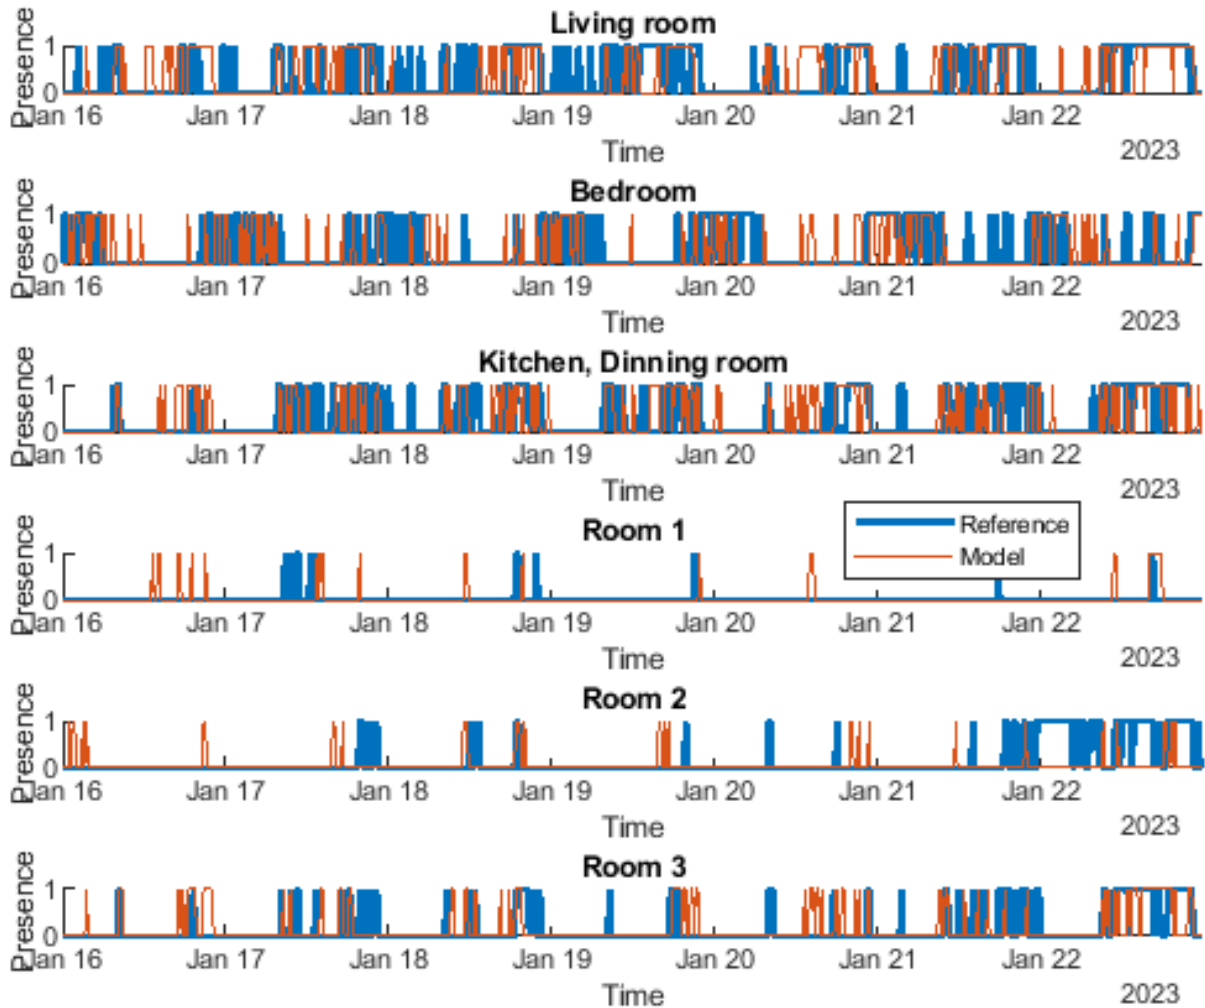 Living room
Presence
1
0
Jan 16 Jan 17 Jan 18 Jan 19 Jan 20 Jan 21 Jan 22
Time
2023
Bedroom
Presence
1
0
Jan 16 Jan 17 Jan 18 Jan 19 Jan 20 Jan 21 Jan 22
Time
2023
Kitchen, Dinning room
Presence
1
0
Jan 16 Jan 17 Jan 18 Jan 19 Jan 20 Jan 21 Jan 22
Time
2023
Room 1
Reference
Model
Presence
1
0
Jan 16 Jan 17 Jan 18 Jan 19 Jan 20 Jan 21 Jan 22
Time
2023
Room 2
Presence
1
0
Jan 16 Jan 17 Jan 18 Jan 19 Jan 20 Jan 21 Jan 22
Time
2023
Room 3
Presence
1
0
Jan 16 Jan 17 Jan 18 Jan 19 Jan 20 Jan 21 Jan 22
Time
2023